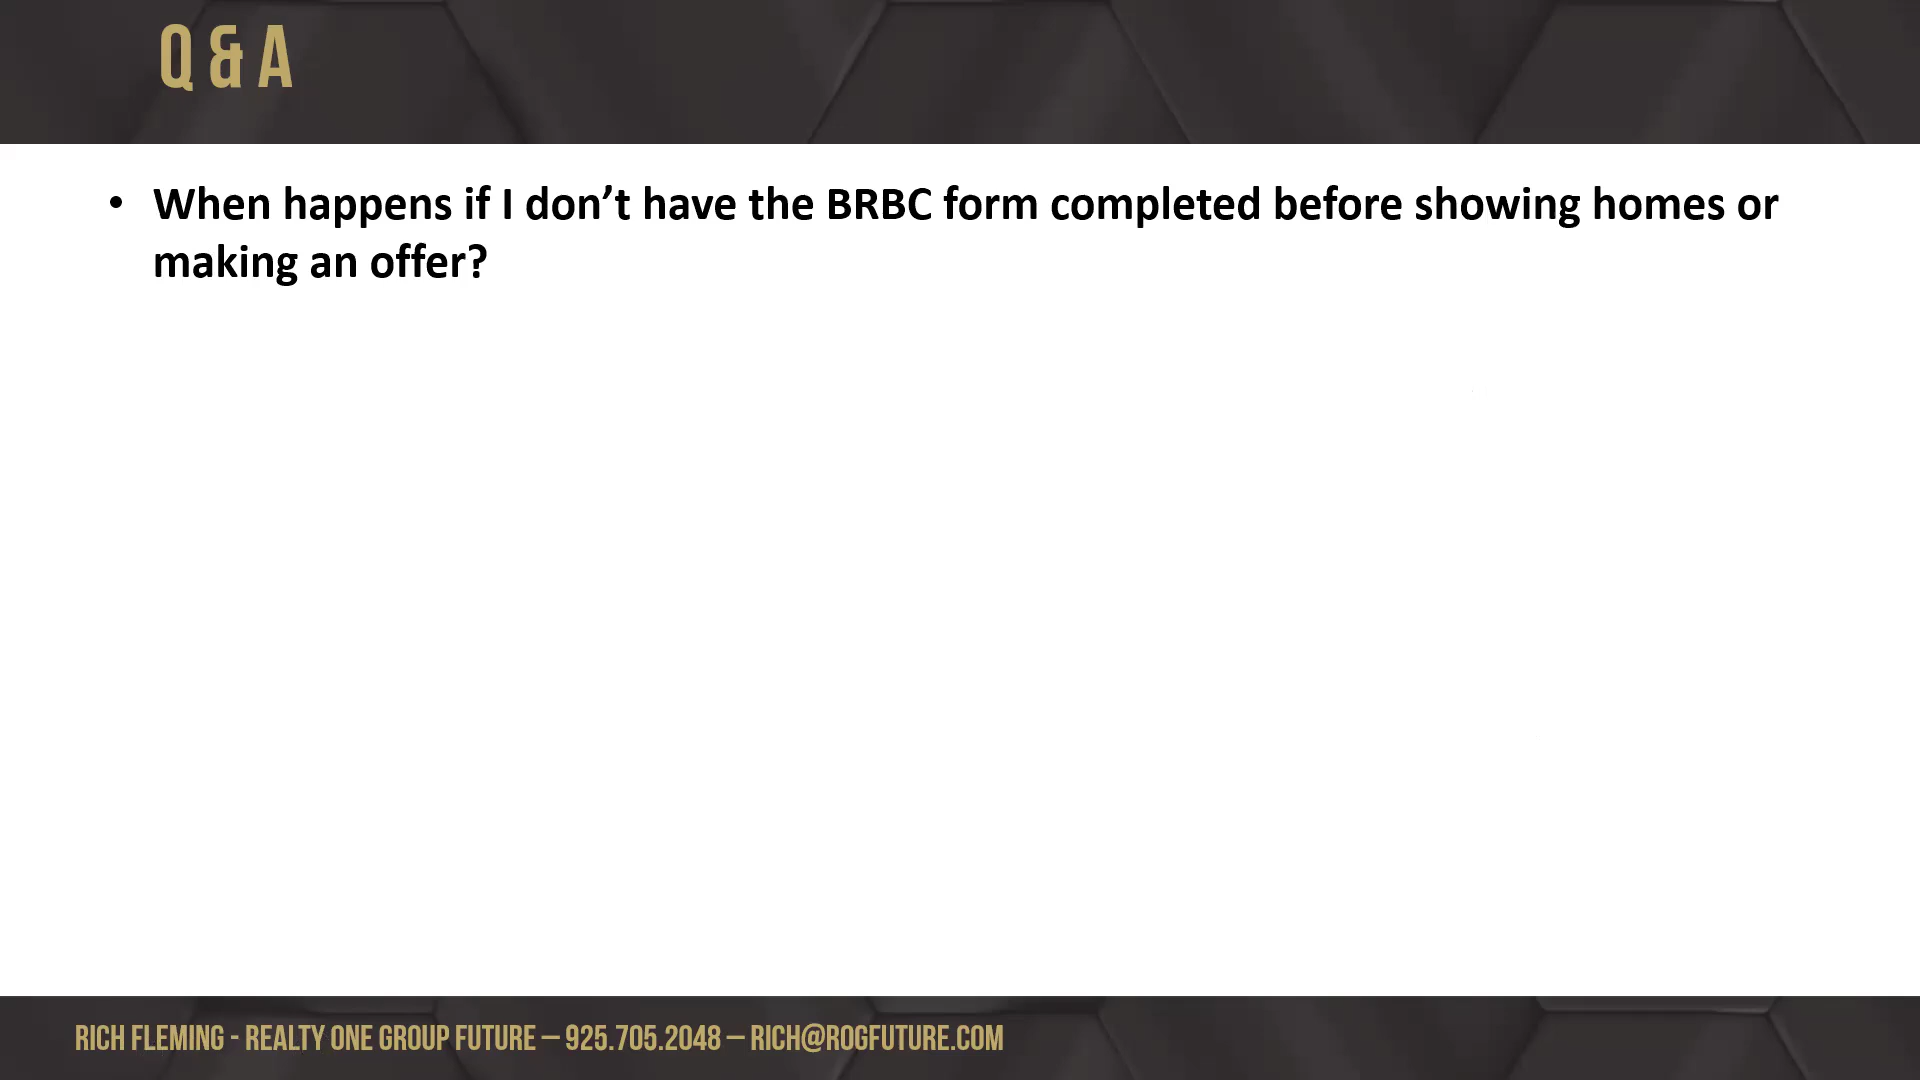 Q & A
• When happens if I don’t have the BRBC form completed before showing homes or
making an offer?
RICH FLEMING - REALTY ONE GROUP FUTURE – 925.705.2048 – RICH@ROGFUTURE.COM